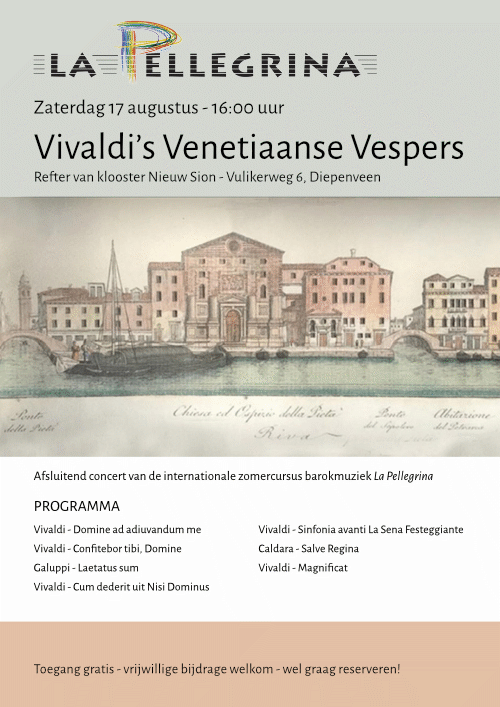 LA PELLEGRINA
Zaterdag 17 augustus - 16:00 uur
Vivaldi's Venetiaanse Vespers
Refter van klooster Nieuw Sion - Vulikerweg 6, Diepenveen
Ponte
della Pietà
Chiesa ed Ospizio della Pietà
Riva
Ponte
del Sepolcro
Abitazione
del Petrarca
Afsluitend concert van de internationale zomercursus barokmuziek La Pellegrina
PROGRAMMA
Vivaldi - Domine ad adiuvandum me
Vivaldi - Confitebor tibi, Domine
Galuppi - Laetatus sum
Vivaldi - Cum dederit uit Nisi Dominus
Vivaldi - Sinfonia avanti La Sena Festeggiante
Caldara - Salve Regina
Vivaldi - Magnificat
Toegang gratis - vrijwillige bijdrage welkom - wel graag reserveren!